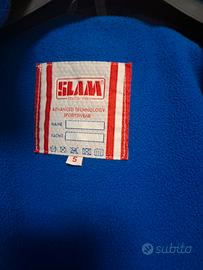 SLAM
ADVANCED TECHNOLOGY
SPORTSWEAR
NAME
YACHT
S
subito